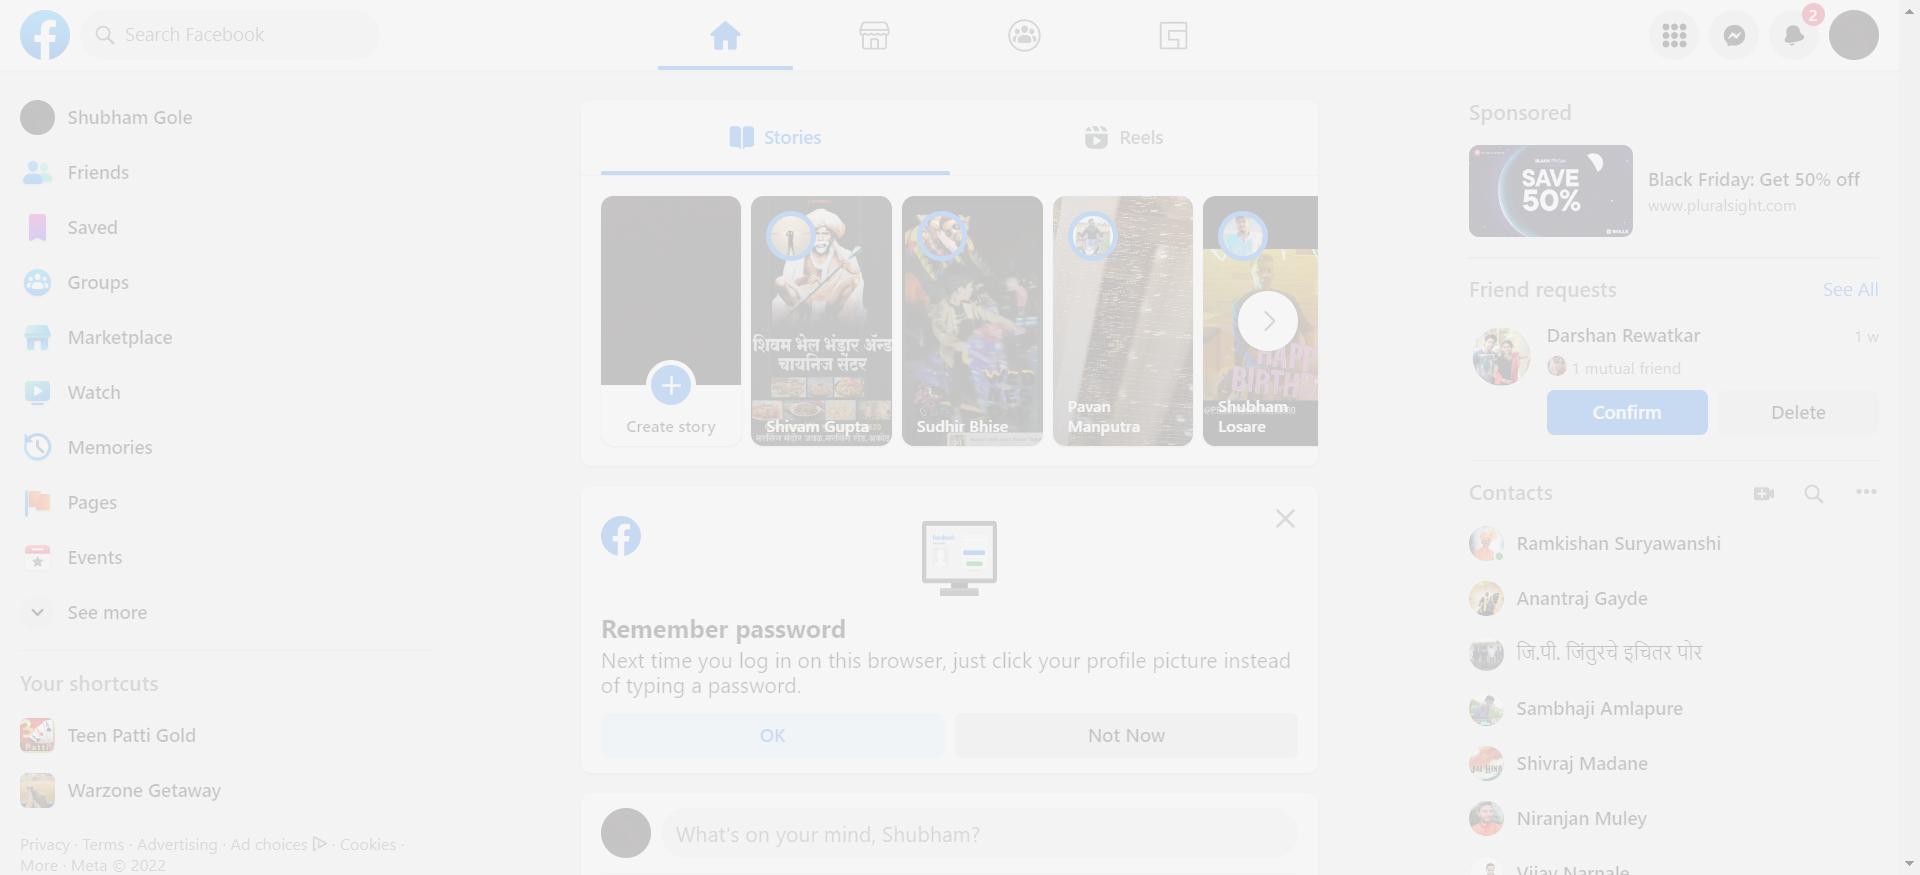 Search Facebook
2
Shubham Gole
Friends
Saved
Groups
Marketplace
Watch
Memories
Pages
Events
See more
Your shortcuts
Teen Patti Gold
Warzone Getaway
Privacy · Terms · Advertising · Ad choices · Cookies ·
More · Meta © 2022
Stories
Reels
Create story
शिवम भेल भंडार अ‍ॅन्ड
चायनिज सेंटर
Shivam Gupta
Sudhir Bhise
Pavan
Manputra
HAPPY
BIRTH
Shubham
Losare
Remember password
Next time you log in on this browser, just click your profile picture instead
of typing a password.
OK
Not Now
What's on your mind, Shubham?
Sponsored
SAVE
50%
Black Friday: Get 50% off
www.pluralsight.com
Friend requests
See All
Darshan Rewatkar
1 w
1 mutual friend
Confirm
Delete
Contacts
Ramkishan Suryawanshi
Anantraj Gayde
जि.पी. जिंतुरचे इचितर पोर
Sambhaji Amlapure
Shivraj Madane
Niranjan Muley
Vijay Narnale